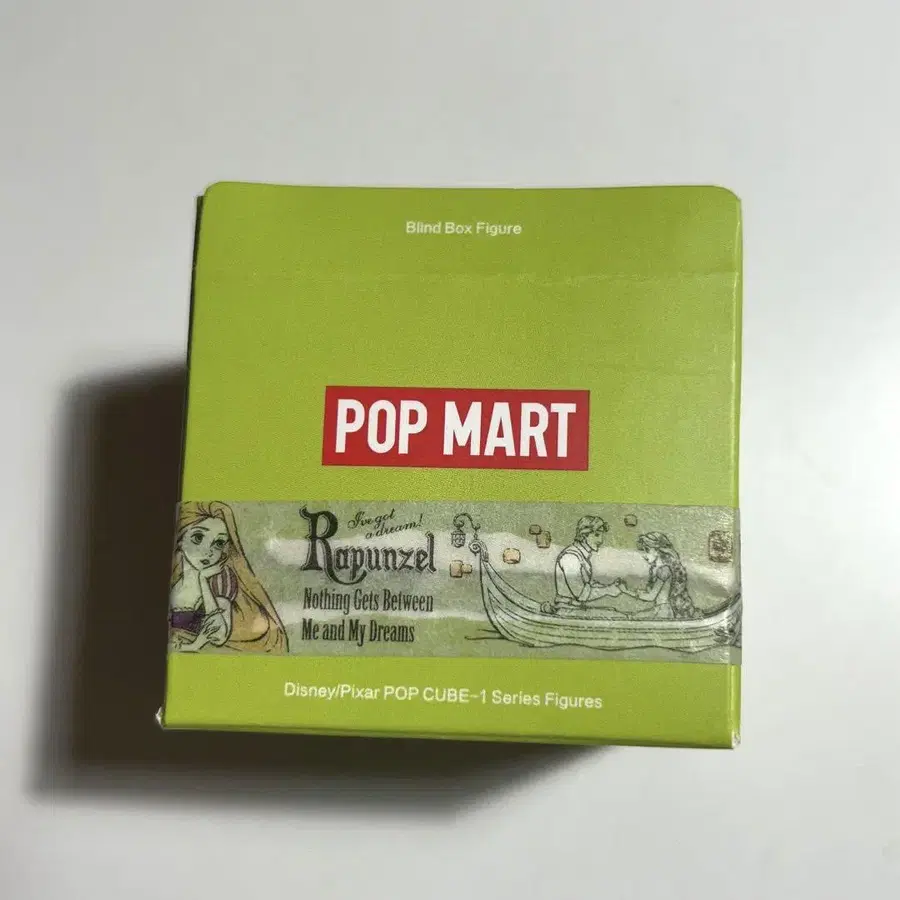 Blind Box Figure
POP MART
I've got
a dream!
Rapunzel
Nothing Gets Between
Me and My Dreams
Disney/Pixar POP CUBE-1 Series Figures